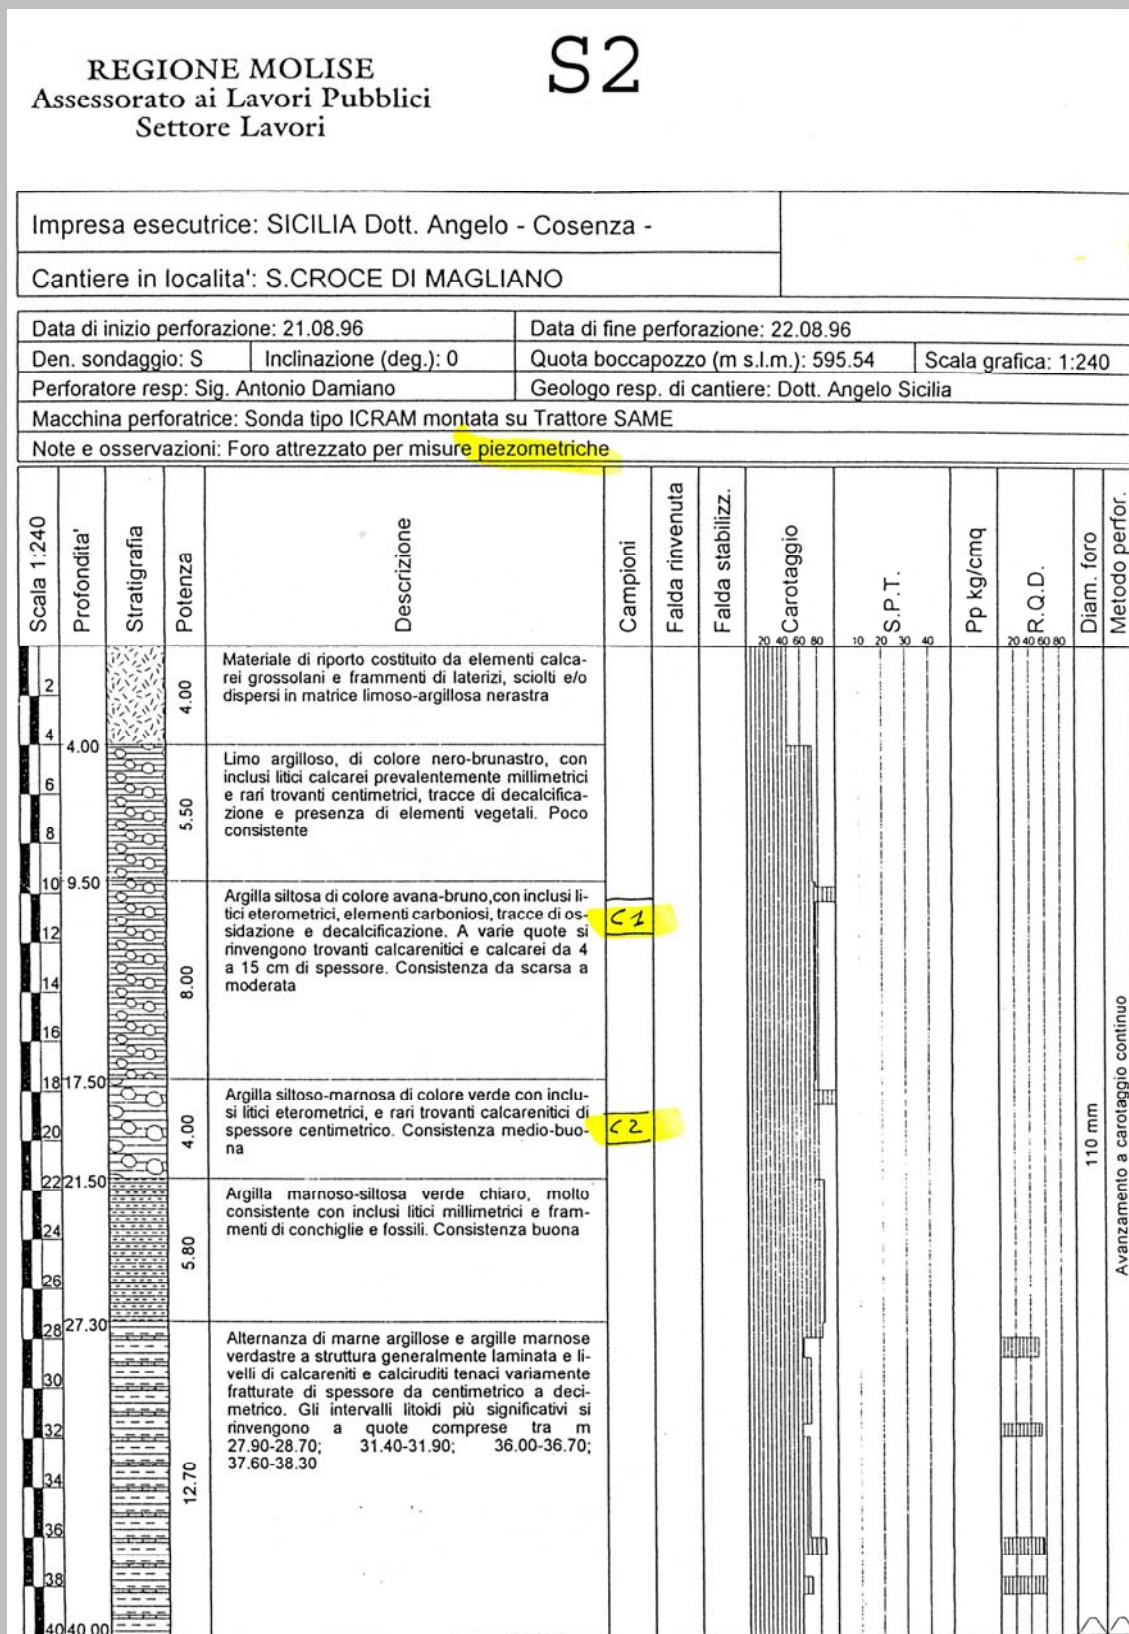 S2
REGIONE MOLISE
Assessorato ai Lavori Pubblici
Settore Lavori
Impresa esecutrice: SICILIA Dott. Angelo - Cosenza -
Cantiere in localita': S.CROCE DI MAGLIANO
Data di inizio perforazione: 21.08.96
Data di fine perforazione: 22.08.96
Den. sondaggio: S
Inclinazione (deg.): 0
Quota boccapozzo (m s.l.m.): 595.54
Scala grafica: 1:240
Perforatore resp: Sig. Antonio Damiano
Geologo resp. di cantiere: Dott. Angelo Sicilia
Macchina perforatrice: Sonda tipo ICRAM montata su Trattore SAME
Note e osservazioni: Foro attrezzato per misure piezometriche
Scala 1:240
Profondita'
Stratigrafia
Potenza
Descrizione
Campioni
Falda rinvenuta
Falda stabilizz.
Carotaggio
S.P.T.
Pp kg/cmq
R.Q.D.
Diam. foro
Metodo perfor.
20 40 60 80
10 20 30 40
20 40 60 80
2
4
4.00
4.00
Materiale di riporto costituito da elementi calca-
rei grossolani e frammenti di laterizi, sciolti e/o
dispersi in matrice limoso-argillosa nerastra
6
8
10
9.50
5.50
Limo argilloso, di colore nero-brunastro, con
inclusi litici calcarei prevalentemente millimetrici
e rari trovanti centimetrici, tracce di decalcifica-
zione e presenza di elementi vegetali. Poco
consistente
12
14
16
18
17.50
8.00
Argilla siltosa di colore avana-bruno,con inclusi li-
tici eterometrici, elementi carboniosi, tracce di os-
sidazione e decalcificazione. A varie quote si
rinvengono trovanti calcarenitici e calcarei da 4
a 15 cm di spessore. Consistenza da scarsa a
moderata
C1
20
22
21.50
4.00
Argilla siltoso-marnosa di colore verde con inclu-
si litici eterometrici, e rari trovanti calcarenitici di
spessore centimetrico. Consistenza medio-buo-
na
C2
24
26
28
27.30
5.80
Argilla marnoso-siltosa verde chiaro, molto
consistente con inclusi litici millimetrici e fram-
menti di conchiglie e fossili. Consistenza buona
30
32
34
36
38
40
40.00
12.70
Alternanza di marne argillose e argille marnose
verdastre a struttura generalmente laminata e li-
velli di calcareniti e calciruditi tenaci variamente
fratturate di spessore da centimetrico a deci-
metrico. Gli intervalli litoidi più significativi si
rinvengono a quote comprese tra m
27.90-28.70; 31.40-31.90; 36.00-36.70;
37.60-38.30
110 mm
Avanzamento a carotaggio continuo